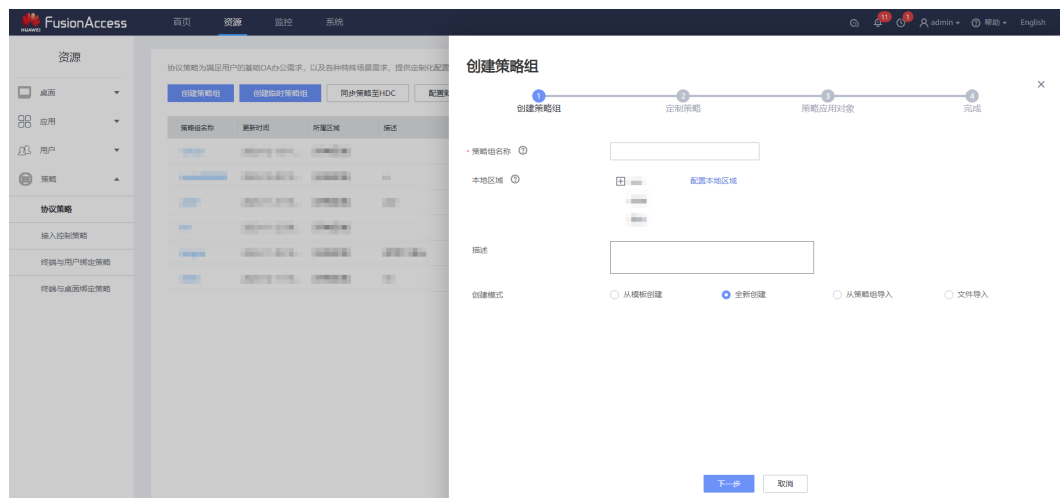 HUAWEI FusionAccess 首页 资源 监控 系统 11 1 admin 帮助 English
资源
桌面
应用
用户
策略
协议策略
接入控制策略
终端与用户绑定策略
终端与桌面绑定策略
协议策略为满足用户的基础OA办公需求，以及各种特殊场景需求，提供定制化配置
创建策略组 创建临时策略组 同步策略至HDC
策略组名称 更新时间 所属区域 描述
创建策略组
1 2 3 4
创建策略组 定制策略 策略应用对象 完成
* 策略组名称
本地区域 配置本地区域
描述
创建模式 从模板创建 全新创建 从策略组导入 文件导入
下一步 取消